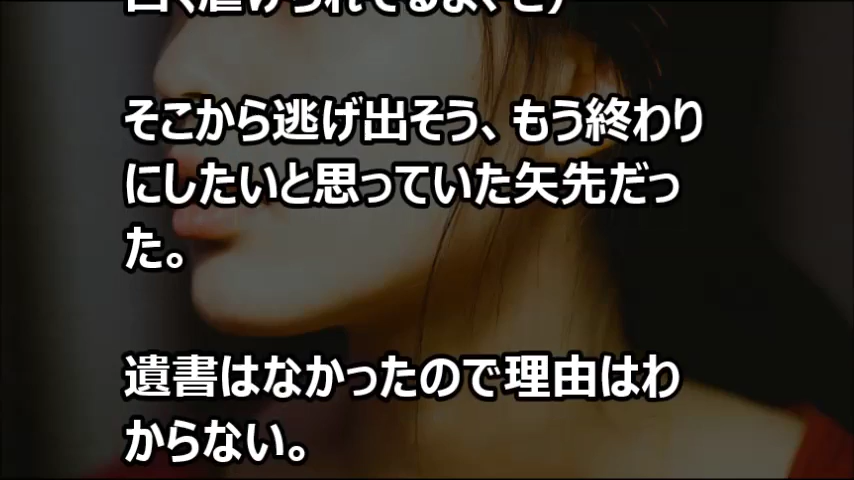 そこから逃げ出そう、もう終わり
にしたいと思っていた矢先だっ
た。
遺書はなかったので理由はわ
からない。